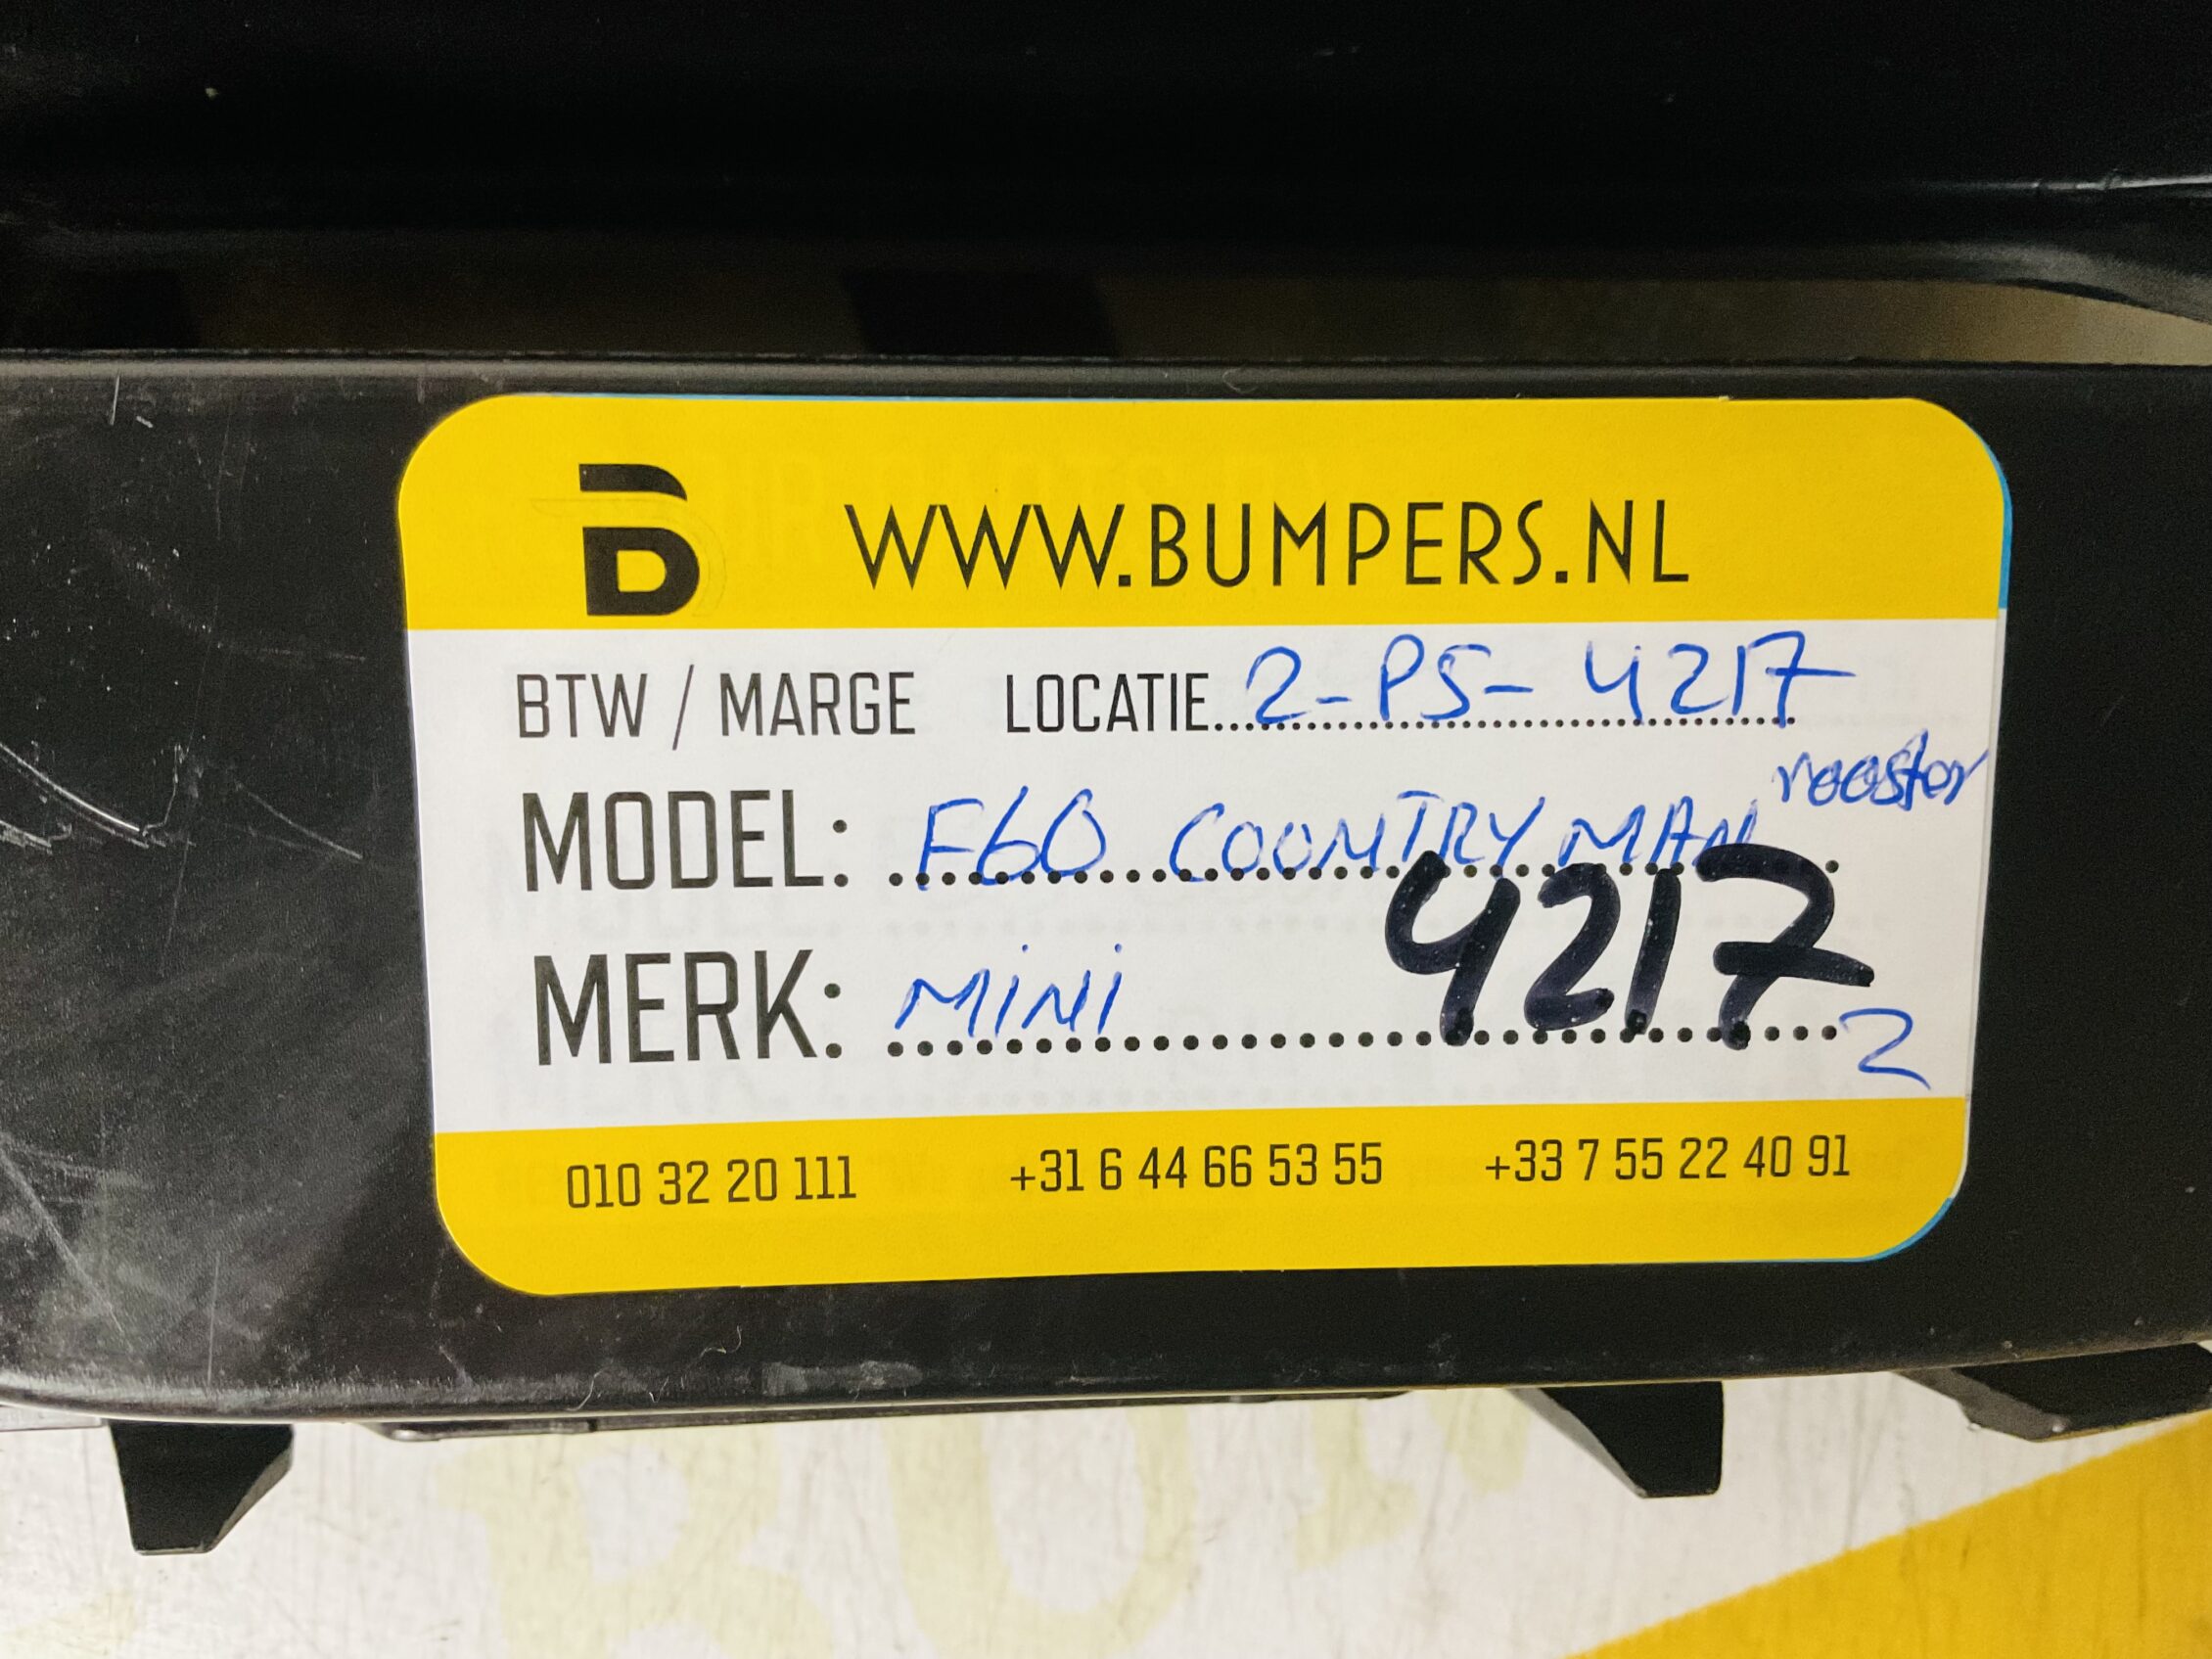 B WWW.BUMPERS.NL
BTW / MARGE LOCATIE 2-PS-4217
rooster
MODEL: F60 COONTRY MAN
4217
MERK: MiNi
2
010 32 20 111 +31 6 44 66 53 55 +33 7 55 22 40 91